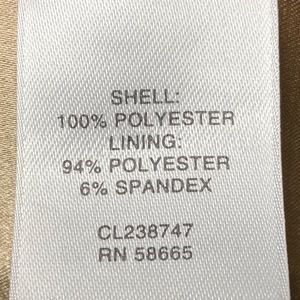 SHELL:
100% POLYESTER
LINING:
94% POLYESTER
6% SPANDEX
CL238747
RN 58665